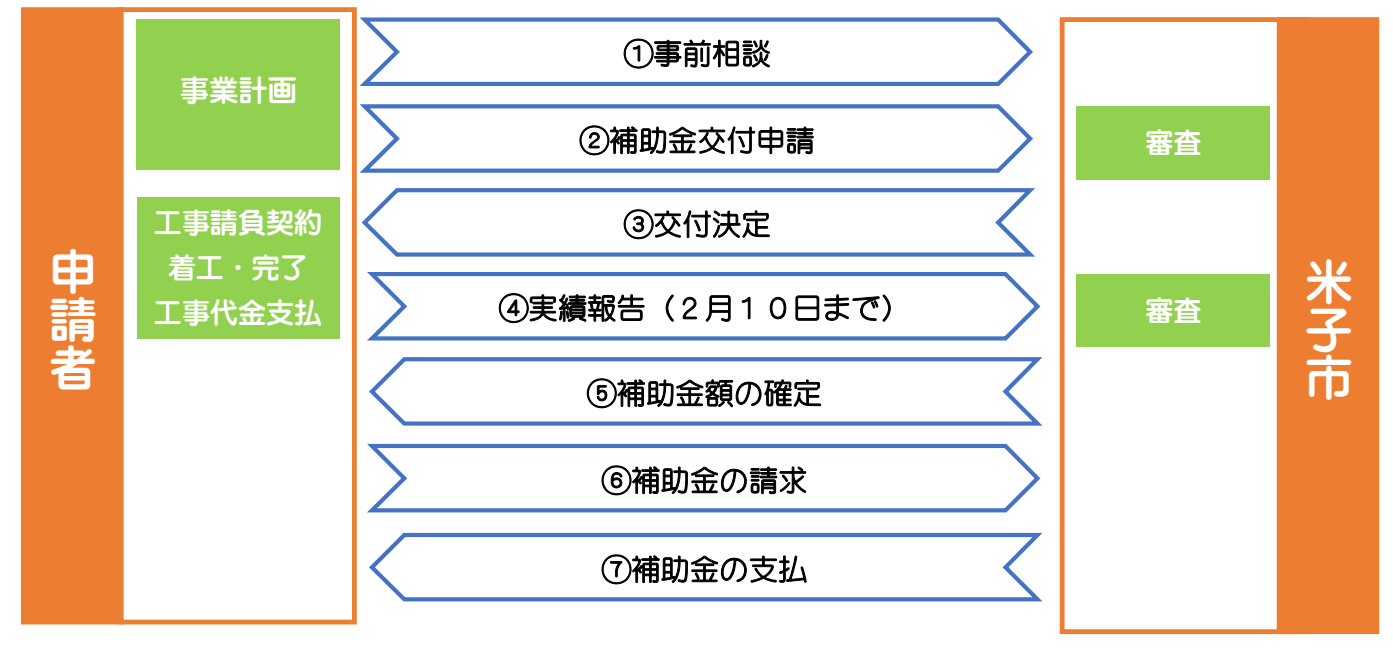 申請者
事業計画
工事請負契約
着工・完了
工事代金支払
①事前相談
②補助金交付申請
③交付決定
④実績報告（２月１０日まで）
⑤補助金額の確定
⑥補助金の請求
⑦補助金の支払
審査
審査
米子市